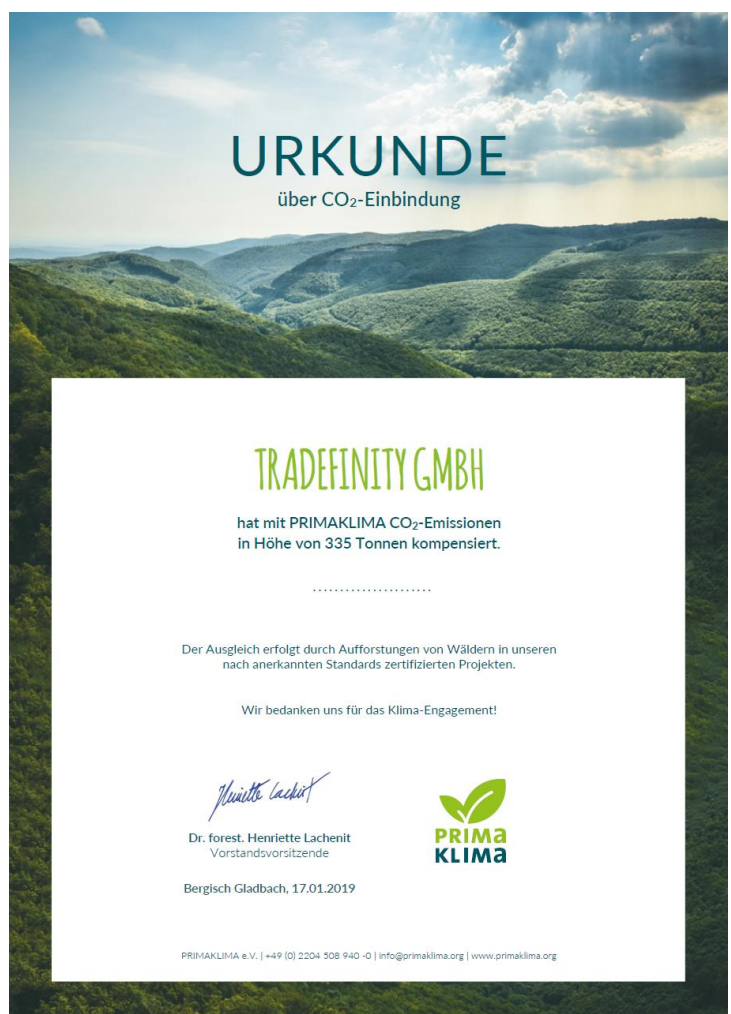 URKUNDE
über CO₂-Einbindung
TRADEFINITY GMBH
hat mit PRIMAKLIMA CO₂-Emissionen
in Höhe von 335 Tonnen kompensiert.
......................
Der Ausgleich erfolgt durch Aufforstungen von Wäldern in unseren
nach anerkannten Standards zertifizierten Projekten.
Wir bedanken uns für das Klima-Engagement!
Henriette Lachenit
Dr. forest. Henriette Lachenit
Vorstandsvorsitzende
PRIMa
KLIMa
Bergisch Gladbach, 17.01.2019
PRIMAKLIMA e.V. | +49 (0) 2204 508 940 -0 | info@primaklima.org | www.primaklima.org